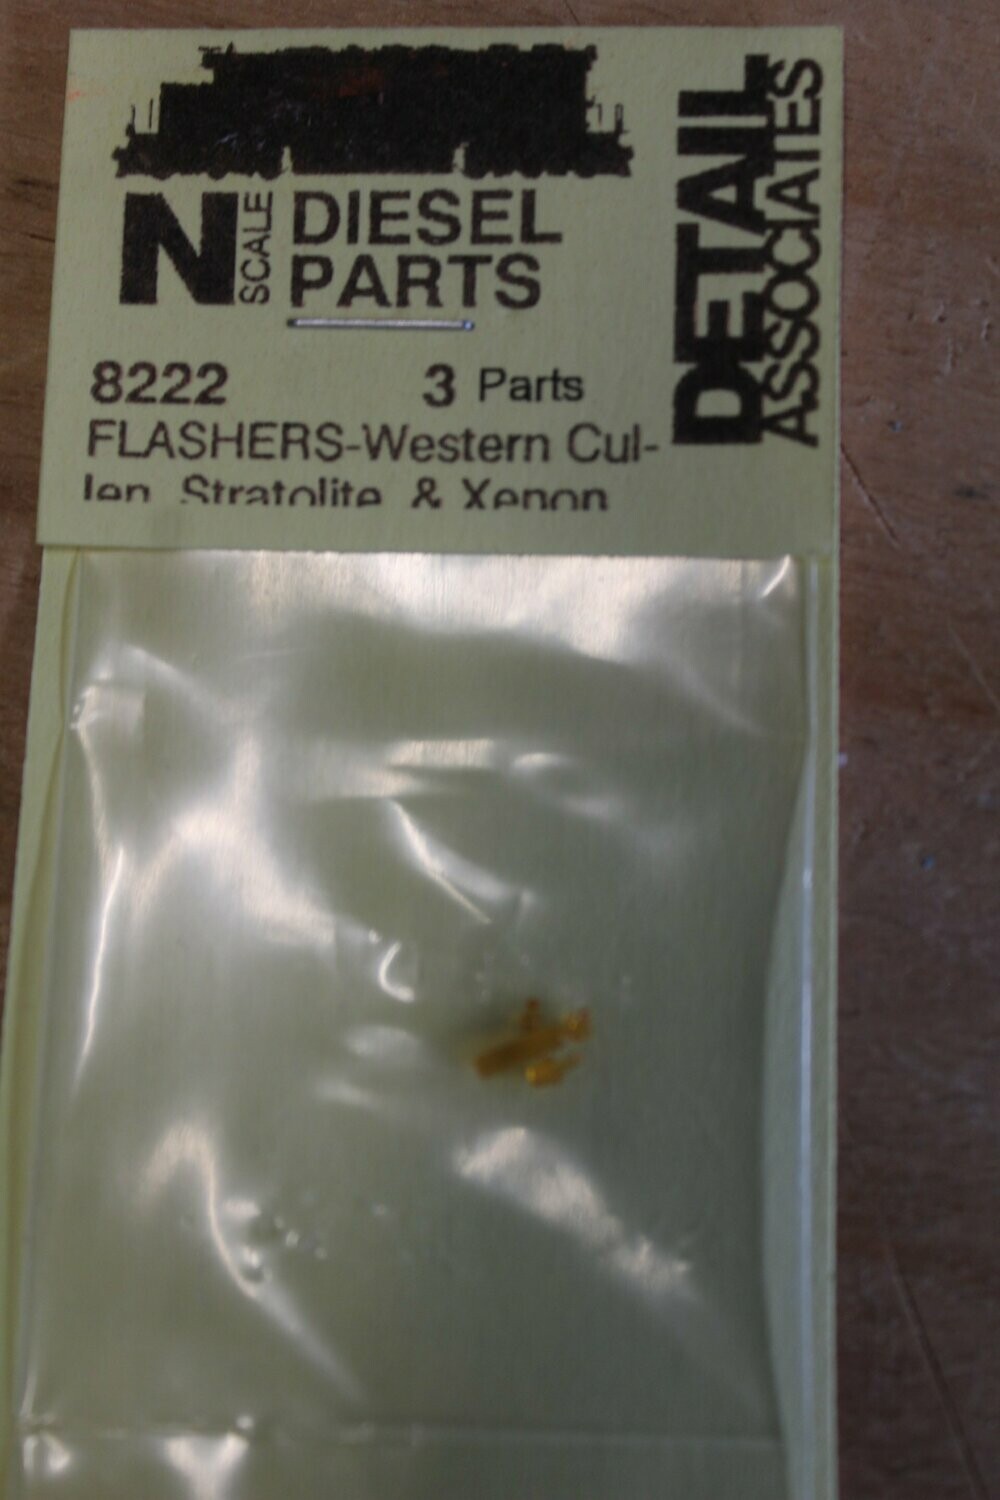 N SCALE DIESEL
PARTS
DETAIL
ASSOCIATES
8222 3 Parts
FLASHERS-Western Cul-
len, Stratolite, & Xenon